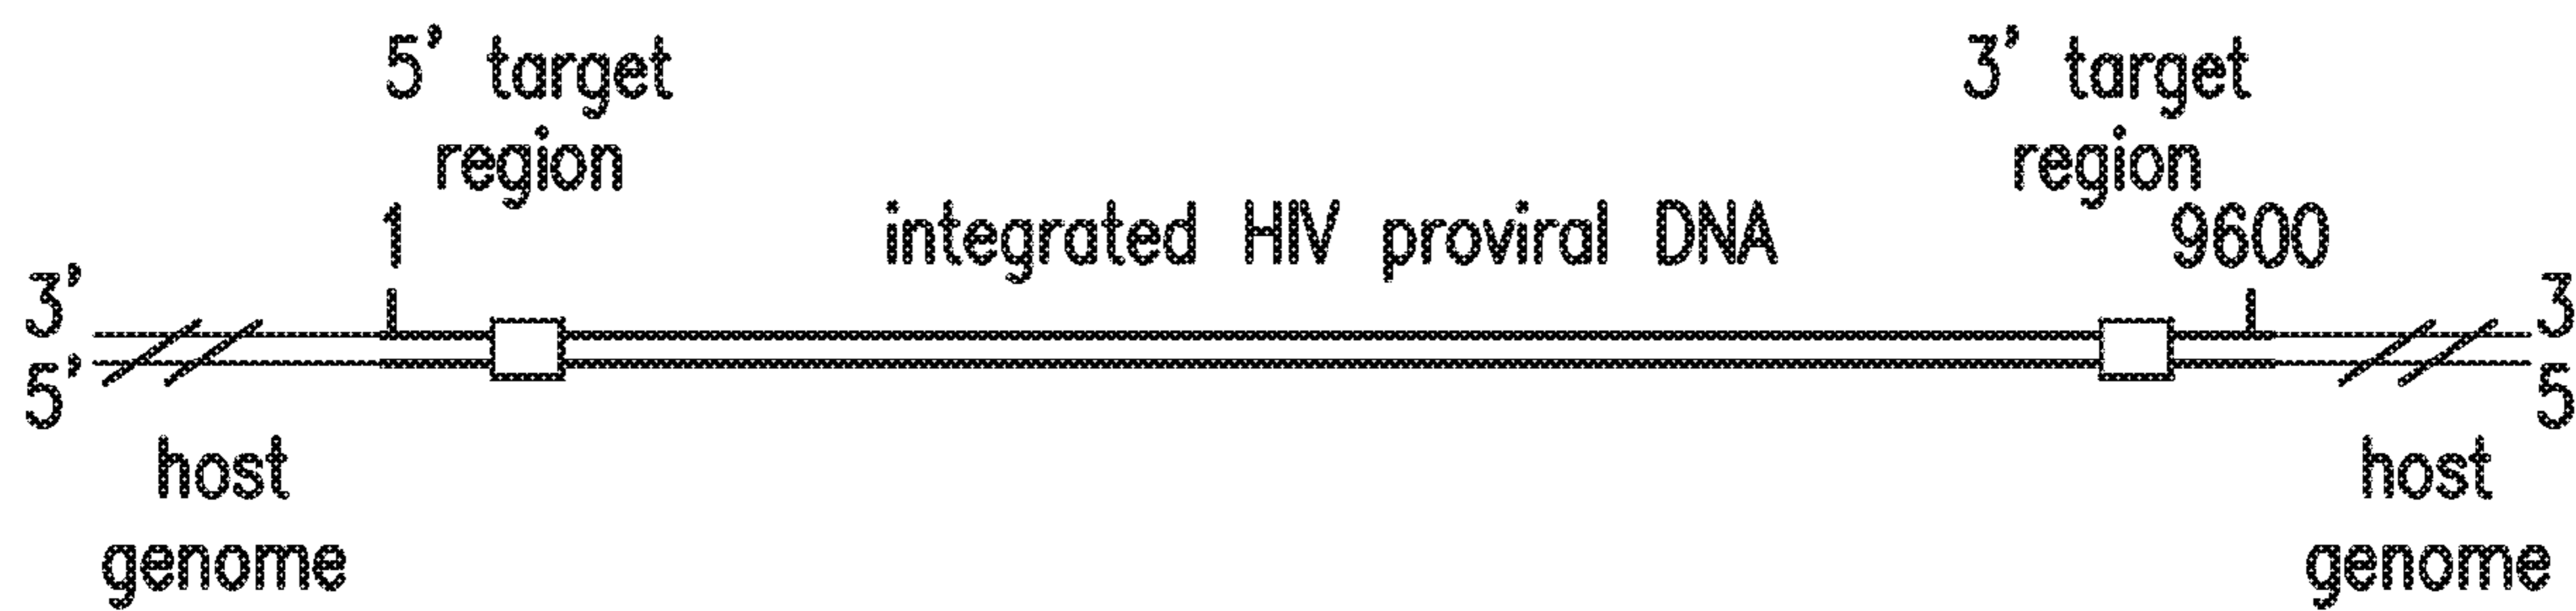 5' target
region
3' target
region
1
integrated HIV proviral DNA
9600
3'
3
5'
5
host
genome
host
genome